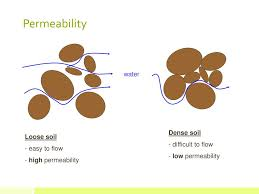 Permeability
water
Loose soil
- easy to flow
- high permeability
Dense soil
- difficult to flow
- low permeability